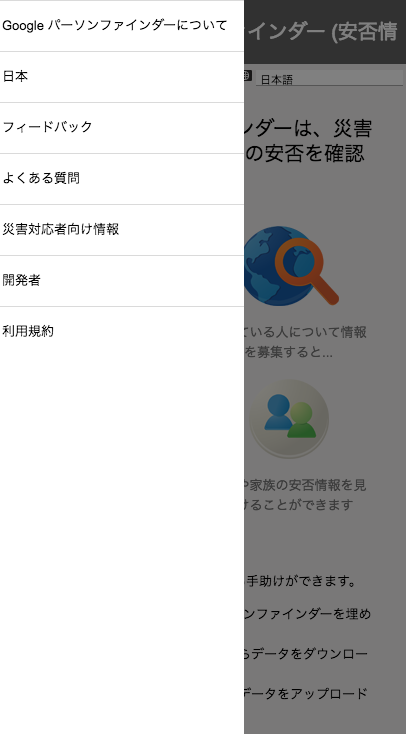 Google パーソンファインダーについて
インダー (安否情
日本
日本語
フィードバック
ンダーは、災害
の安否を確認
よくある質問
災害対応者向け情報
開発者
利用規約
ている人について情報
を募集すると...
や家族の安否情報を見
けることができます
手助けができます。
ンファインダーを埋め
らデータをダウンロー
データをアップロード